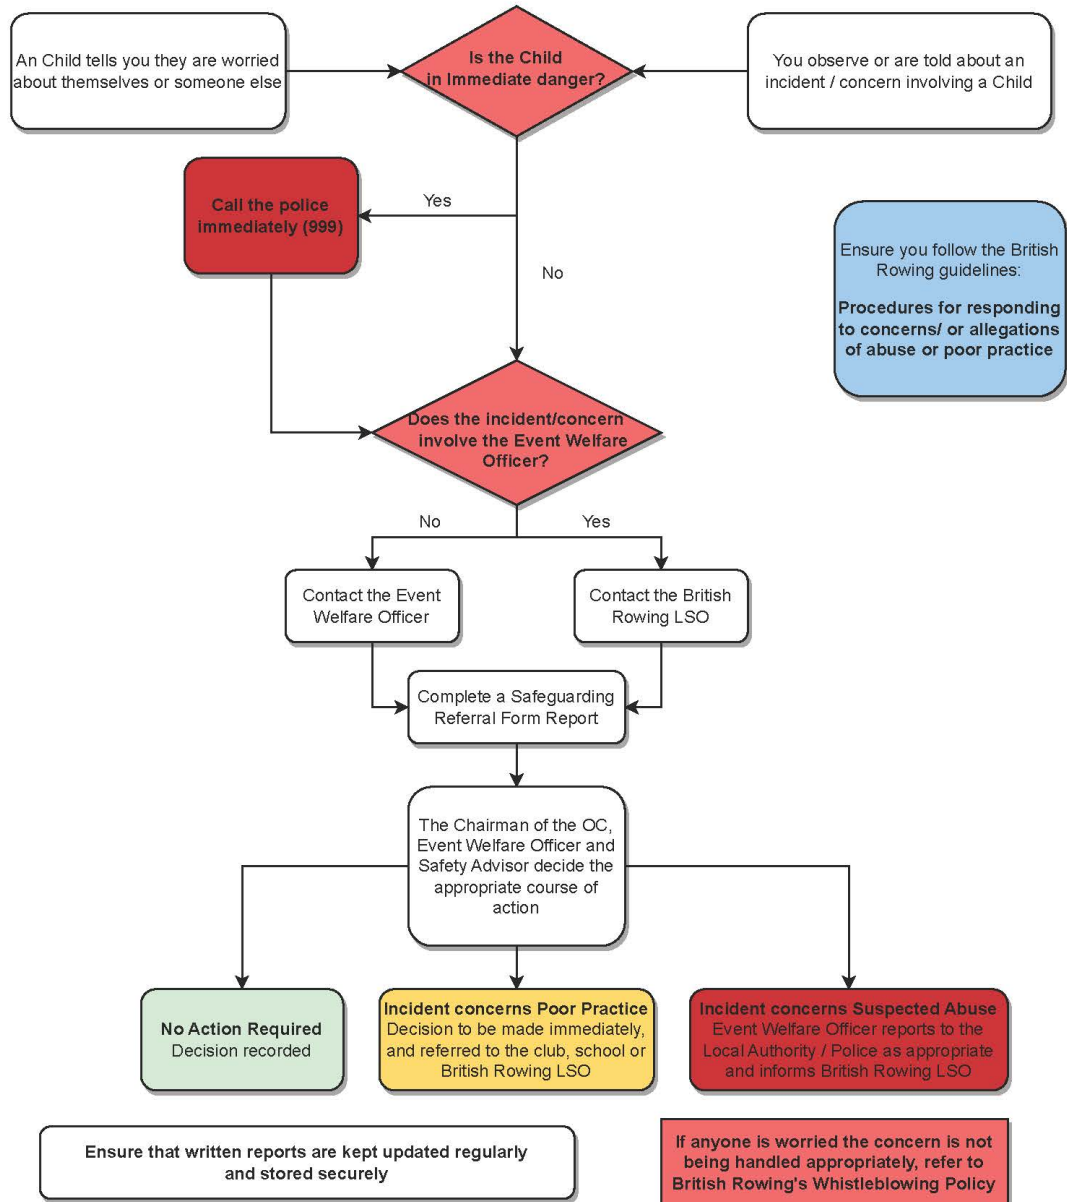 An Child tells you they are worried
about themselves or someone else
Is the Child
in Immediate danger?
You observe or are told about an
incident / concern involving a Child
Call the police
immediately (999)
Yes
No
Ensure you follow the British
Rowing guidelines:
Procedures for responding
to concerns/ or allegations
of abuse or poor practice
Does the incident/concern
involve the Event Welfare
Officer?
No
Yes
Contact the Event
Welfare Officer
Contact the British
Rowing LSO
Complete a Safeguarding
Referral Form Report
The Chairman of the OC,
Event Welfare Officer and
Safety Advisor decide the
appropriate course of
action
No Action Required
Decision recorded
Incident concerns Poor Practice
Decision to be made immediately,
and referred to the club, school or
British Rowing LSO
Incident concerns Suspected Abuse
Event Welfare Officer reports to the
Local Authority / Police as appropriate
and informs British Rowing LSO
Ensure that written reports are kept updated regularly
and stored securely
If anyone is worried the concern is not
being handled appropriately, refer to
British Rowing's Whistleblowing Policy